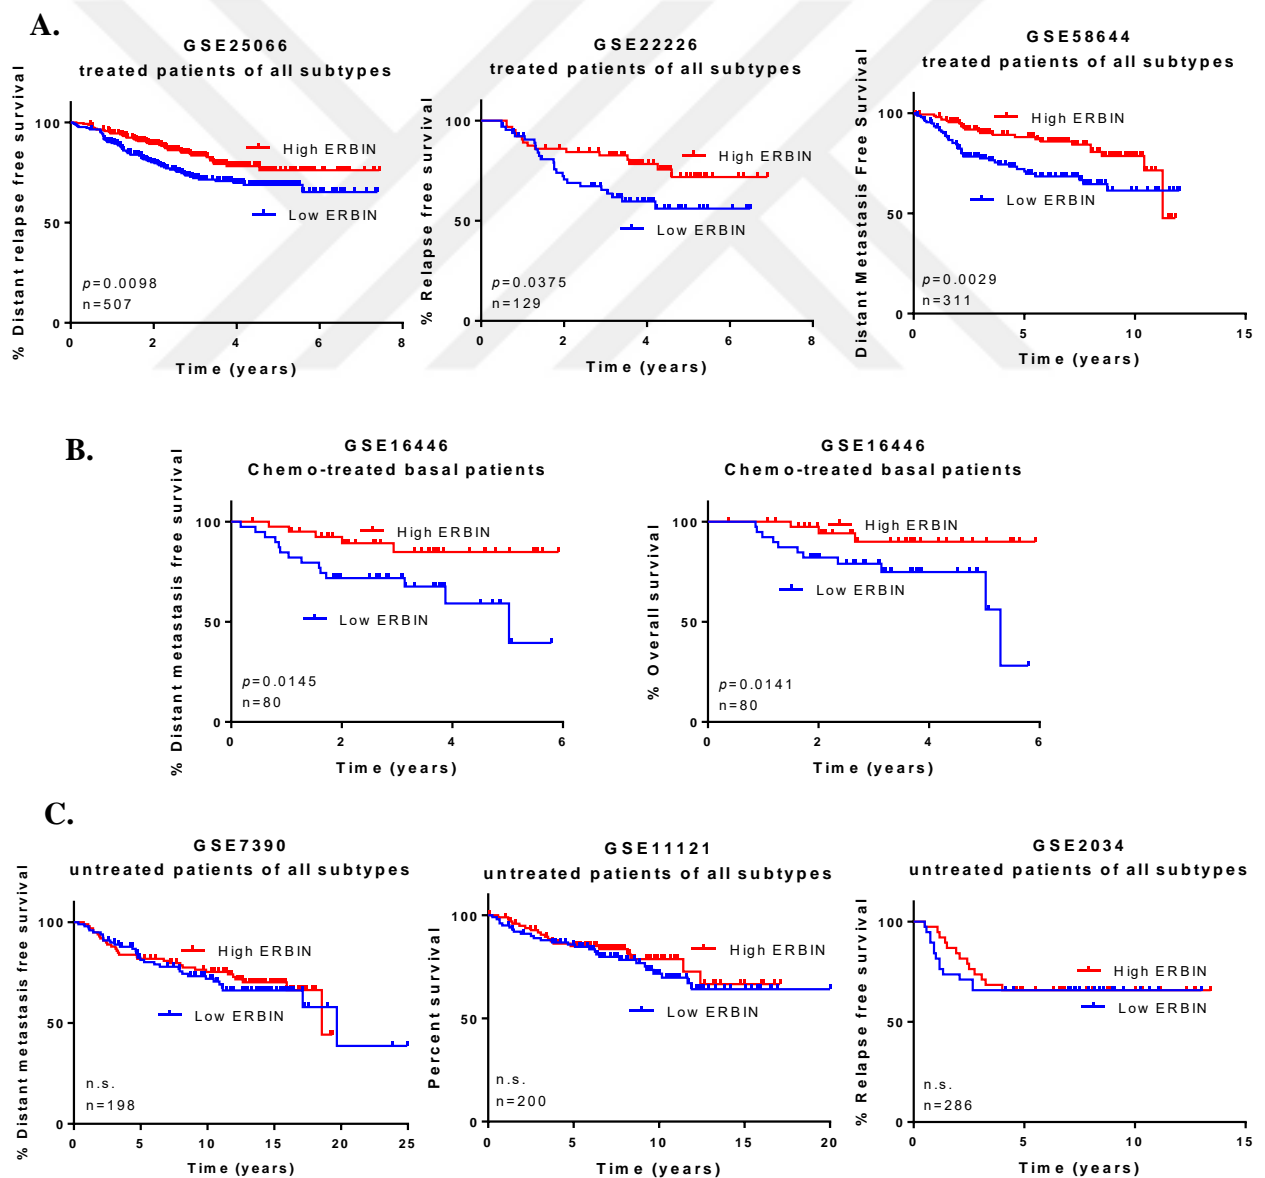 A.
GSE25066
treated patients of all subtypes
% Distant relapse free survival
100
50
0
High ERBIN
Low ERBIN
p=0.0098
n=507
0 2 4 6 8
Time (years)
GSE22226
treated patients of all subtypes
% Relapse free survival
100
50
0
High ERBIN
Low ERBIN
p=0.0375
n=129
0 2 4 6 8
Time (years)
GSE58644
treated patients of all subtypes
Distant Metastasis Free Survival
100
50
0
High ERBIN
Low ERBIN
p=0.0029
n=311
0 5 10 15
Time (years)
B.
GSE16446
Chemo-treated basal patients
% Distant metastasis free survival
100
50
0
High ERBIN
Low ERBIN
p=0.0145
n=80
0 2 4 6
Time (years)
GSE16446
Chemo-treated basal patients
% Overall survival
100
50
0
High ERBIN
Low ERBIN
p=0.0141
n=80
0 2 4 6
Time (years)
C.
GSE7390
untreated patients of all subtypes
% Distant metastasis free survival
100
50
0
High ERBIN
Low ERBIN
n.s.
n=198
0 5 10 15 20 25
Time (years)
GSE11121
untreated patients of all subtypes
Percent survival
100
50
0
High ERBIN
Low ERBIN
n.s.
n=200
0 5 10 15 20
Time (years)
GSE2034
untreated patients of all subtypes
% Relapse free survival
100
50
0
High ERBIN
Low ERBIN
n.s.
n=286
0 5 10 15
Time (years)